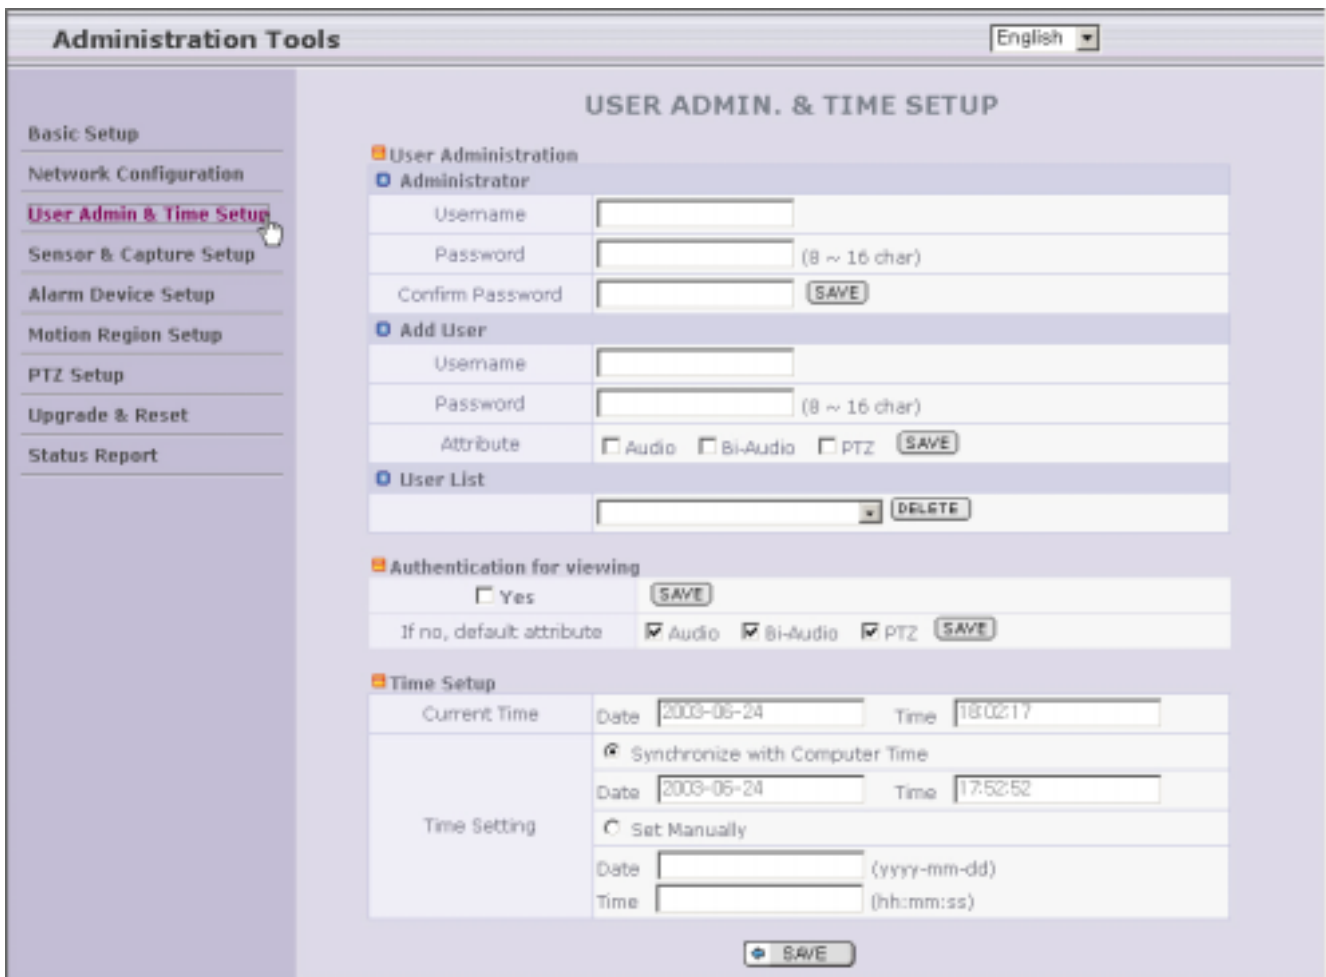 Administration Tools
English
Basic Setup
Network Configuration
User Admin & Time Setup
Sensor & Capture Setup
Alarm Device Setup
Motion Region Setup
PTZ Setup
Upgrade & Reset
Status Report
USER ADMIN. & TIME SETUP
User Administration
Administrator
Username
Password (8 ~ 16 char)
Confirm Password SAVE
Add User
Username
Password (8 ~ 16 char)
Attribute Audio Bi-Audio PTZ SAVE
User List
DELETE
Authentication for viewing
Yes SAVE
If no, default attribute Audio Bi-Audio PTZ SAVE
Time Setup
Current Time Date 2003-06-24 Time 18:02:17
Synchronize with Computer Time
Date 2003-06-24 Time 17:52:52
Time Setting
Set Manually
Date (yyyy-mm-dd)
Time (hh:mm:ss)
SAVE